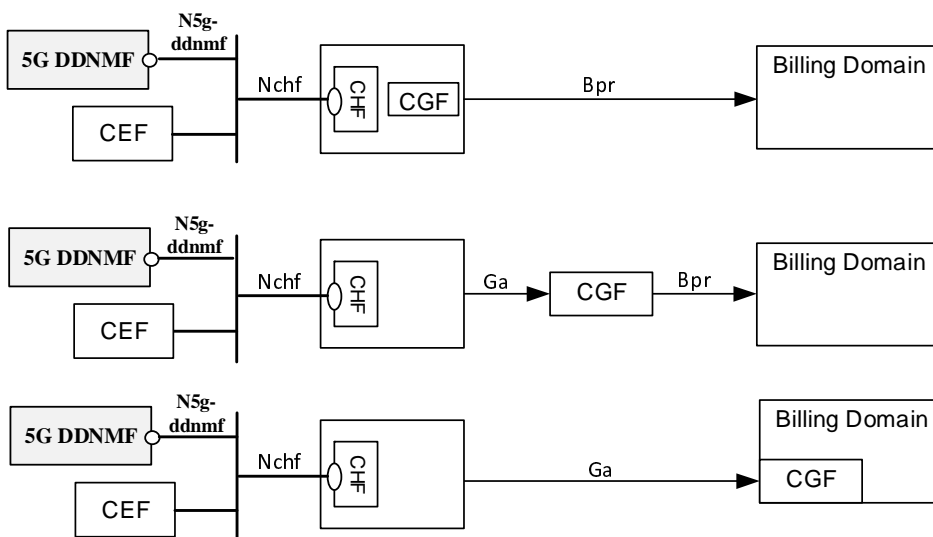 N5g-
ddnmf
5G DDNMF
CEF
Nchf
CHF
CGF
Bpr
Billing Domain
N5g-
ddnmf
5G DDNMF
CEF
Nchf
CHF
Ga
CGF
Bpr
Billing Domain
N5g-
ddnmf
5G DDNMF
CEF
Nchf
CHF
Ga
Billing Domain
CGF